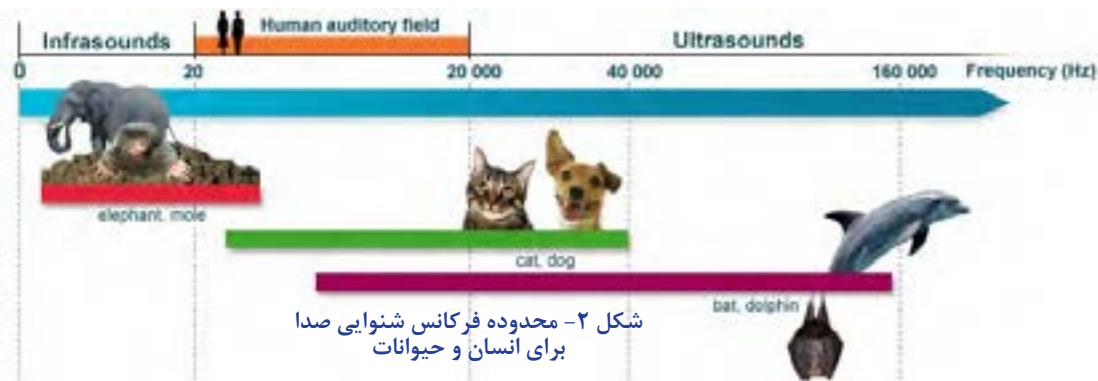 Infrasounds
Human auditory field
Ultrasounds
0
20
20 000
40 000
160 000
Frequency (Hz)
elephant. mole
cat, dog
bat, dolphin
شکل ۲- محدوده فرکانس شنوایی صدا
برای انسان و حیوانات